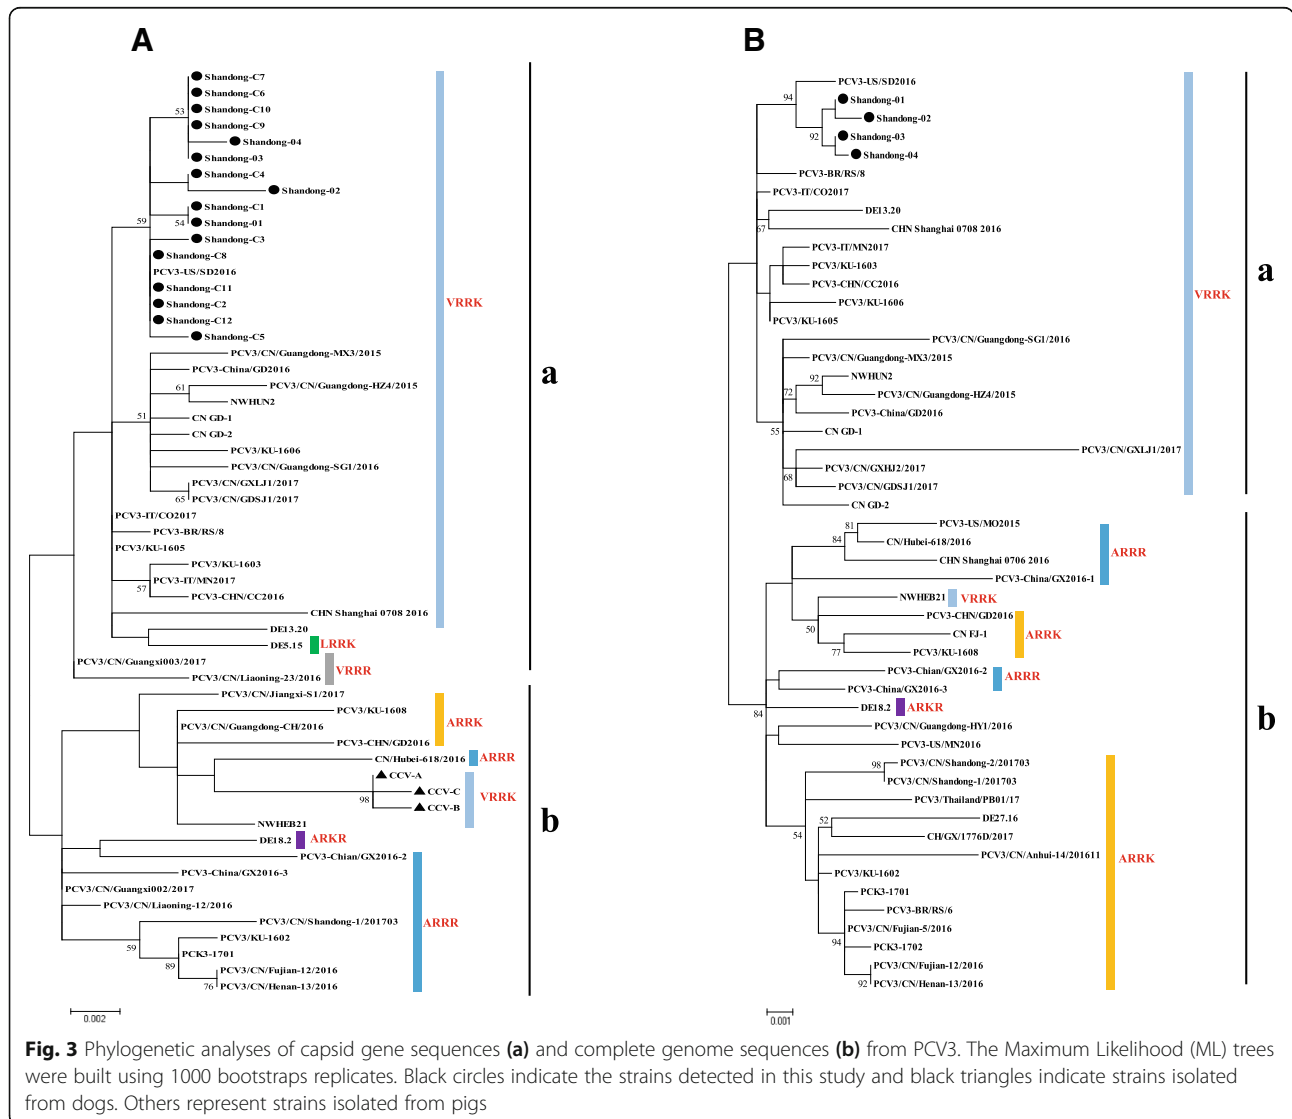 A
Shandong-C7
Shandong-C6
53
Shandong-C10
Shandong-C9
Shandong-04
Shandong-03
Shandong-C4
Shandong-02
Shandong-C1
59
54
Shandong-01
Shandong-C3
Shandong-C8
PCV3-US/SD2016
Shandong-C11
Shandong-C2
VRRK
Shandong-C12
Shandong-C5
PCV3/CN/Guangdong-MX3/2015
PCV3-China/GD2016
a
61
PCV3/CN/Guangdong-HZ4/2015
NWHUN2
51
CN GD-1
CN GD-2
PCV3/KU-1606
PCV3/CN/Guangdong-SG1/2016
PCV3/CN/GXLJ1/2017
65
PCV3/CN/GDSJ1/2017
PCV3-IT/CO2017
PCV3-BR/RS/8
PCV3/KU-1605
PCV3/KU-1603
PCV3-IT/MN2017
57
PCV3-CHN/CC2016
CHN Shanghai 0708 2016
DE13.20
DE5.15
LRRK
PCV3/CN/Guangxi003/2017
VRRR
PCV3/CN/Liaoning-23/2016
PCV3/CN/Jiangxi-S1/2017
PCV3/KU-1608
PCV3/CN/Guangdong-CH/2016
ARRK
PCV3-CHN/GD2016
CN/Hubei-618/2016
ARRR
CCV-A
CCV-C
VRRK
98
CCV-B
b
NWHEB21
DE18.2
ARKR
PCV3-Chian/GX2016-2
PCV3-China/GX2016-3
PCV3/CN/Guangxi002/2017
PCV3/CN/Liaoning-12/2016
PCV3/CN/Shandong-1/201703
ARRR
59
PCV3/KU-1602
PCK3-1701
89
PCV3/CN/Fujian-12/2016
76
PCV3/CN/Henan-13/2016
0.002
B
PCV3-US/SD2016
94
Shandong-01
Shandong-02
92
Shandong-03
Shandong-04
PCV3-BR/RS/8
PCV3-IT/CO2017
DE13.20
67
CHN Shanghai 0708 2016
PCV3-IT/MN2017
PCV3/KU-1603
a
PCV3-CHN/CC2016
VRRK
PCV3/KU-1606
PCV3/KU-1605
PCV3/CN/Guangdong-SG1/2016
PCV3/CN/Guangdong-MX3/2015
92
NWHUN2
72
PCV3/CN/Guangdong-HZ4/2015
PCV3-China/GD2016
55
CN GD-1
PCV3/CN/GXLJ1/2017
PCV3/CN/GXHJ2/2017
68
PCV3/CN/GDSJ1/2017
CN GD-2
81
PCV3-US/MO2015
84
CN/Hubei-618/2016
CHN Shanghai 0706 2016
ARRR
PCV3-China/GX2016-1
NWHEB21
VRRK
PCV3-CHN/GD2016
50
CN FJ-1
ARRK
77
PCV3/KU-1608
PCV3-Chian/GX2016-2
ARRR
PCV3-China/GX2016-3
DE18.2
ARKR
84
b
PCV3/CN/Guangdong-HY1/2016
PCV3-US/MN2016
98
PCV3/CN/Shandong-2/201703
PCV3/CN/Shandong-1/201703
PCV3/Thailand/PB01/17
52
DE27.16
54
CH/GX/1776D/2017
PCV3/CN/Anhui-14/201611
ARRK
PCV3/KU-1602
PCK3-1701
PCV3-BR/RS/6
PCV3/CN/Fujian-5/2016
94
PCK3-1702
PCV3/CN/Fujian-12/2016
92
PCV3/CN/Henan-13/2016
0.001
Fig. 3 Phylogenetic analyses of capsid gene sequences (a) and complete genome sequences (b) from PCV3. The Maximum Likelihood (ML) trees
were built using 1000 bootstraps replicates. Black circles indicate the strains detected in this study and black triangles indicate strains isolated
from dogs. Others represent strains isolated from pigs